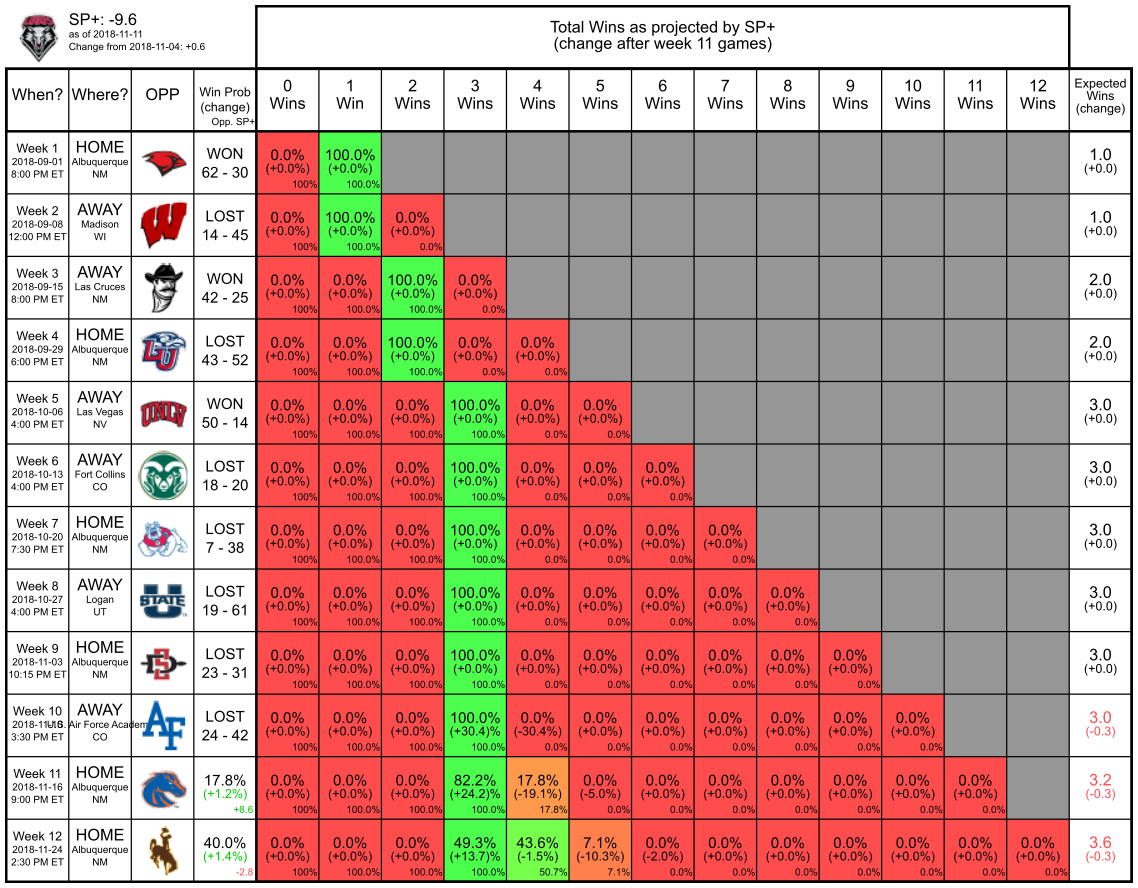 SP+: -9.6
as of 2018-11-11
Change from 2018-11-04: +0.6
Total Wins as projected by SP+
(change after week 11 games)
When? Where? OPP Win Prob (change) Opp. SP+ 0 Wins 1 Win 2 Wins 3 Wins 4 Wins 5 Wins 6 Wins 7 Wins 8 Wins 9 Wins 10 Wins 11 Wins 12 Wins Expected Wins (change)
Week 1 HOME WON 0.0% 100.0% 1.0
2018-09-01 Albuquerque (+0.0%) (+0.0%) (+0.0)
8:00 PM ET NM 62 - 30 100% 100.0%
Week 2 AWAY W LOST 0.0% 100.0% 0.0% 1.0
2018-09-08 Madison (+0.0%) (+0.0%) (+0.0%) (+0.0)
12:00 PM ET WI 14 - 45 100% 100.0% 0.0%
Week 3 AWAY WON 0.0% 0.0% 100.0% 0.0% 2.0
2018-09-15 Las Cruces (+0.0%) (+0.0%) (+0.0%) (+0.0%) (+0.0)
8:00 PM ET NM 42 - 25 100% 100.0% 100.0% 0.0%
Week 4 HOME LU LOST 0.0% 0.0% 100.0% 0.0% 0.0% 2.0
2018-09-29 Albuquerque (+0.0%) (+0.0%) (+0.0%) (+0.0%) (+0.0%) (+0.0)
6:00 PM ET NM 43 - 52 100% 100.0% 100.0% 0.0% 0.0%
Week 5 AWAY UNLV WON 0.0% 0.0% 0.0% 100.0% 0.0% 0.0% 3.0
2018-10-06 Las Vegas (+0.0%) (+0.0%) (+0.0%) (+0.0%) (+0.0%) (+0.0%) (+0.0)
4:00 PM ET NV 50 - 14 100% 100.0% 100.0% 100.0% 0.0% 0.0%
Week 6 AWAY LOST 0.0% 0.0% 0.0% 100.0% 0.0% 0.0% 0.0% 3.0
2018-10-13 Fort Collins (+0.0%) (+0.0%) (+0.0%) (+0.0%) (+0.0%) (+0.0%) (+0.0%) (+0.0)
4:00 PM ET CO 18 - 20 100% 100.0% 100.0% 100.0% 0.0% 0.0% 0.0%
Week 7 HOME LOST 0.0% 0.0% 0.0% 100.0% 0.0% 0.0% 0.0% 0.0% 3.0
2018-10-20 Albuquerque (+0.0%) (+0.0%) (+0.0%) (+0.0%) (+0.0%) (+0.0%) (+0.0%) (+0.0%) (+0.0)
7:30 PM ET NM 7 - 38 100% 100.0% 100.0% 100.0% 0.0% 0.0% 0.0% 0.0%
Week 8 AWAY U STATE LOST 0.0% 0.0% 0.0% 100.0% 0.0% 0.0% 0.0% 0.0% 0.0% 3.0
2018-10-27 Logan (+0.0%) (+0.0%) (+0.0%) (+0.0%) (+0.0%) (+0.0%) (+0.0%) (+0.0%) (+0.0%) (+0.0)
4:00 PM ET UT 19 - 61 100% 100.0% 100.0% 100.0% 0.0% 0.0% 0.0% 0.0% 0.0%
Week 9 HOME SD LOST 0.0% 0.0% 0.0% 100.0% 0.0% 0.0% 0.0% 0.0% 0.0% 0.0% 3.0
2018-11-03 Albuquerque (+0.0%) (+0.0%) (+0.0%) (+0.0%) (+0.0%) (+0.0%) (+0.0%) (+0.0%) (+0.0%) (+0.0%) (+0.0)
10:15 PM ET NM 23 - 31 100% 100.0% 100.0% 100.0% 0.0% 0.0% 0.0% 0.0% 0.0% 0.0%
Week 10 AWAY AF LOST 0.0% 0.0% 0.0% 100.0% 0.0% 0.0% 0.0% 0.0% 0.0% 0.0% 0.0% 3.0
Air Force Academ (+0.0%) (+0.0%) (+0.0%) (+30.4)% (-30.4%) (+0.0%) (+0.0%) (+0.0%) (+0.0%) (+0.0%) (+0.0%) (-0.3)
3:30 PM ET CO 24 - 42 100% 100.0% 100.0% 100.0% 0.0% 0.0% 0.0% 0.0% 0.0% 0.0% 0.0%
Week 11 HOME 17.8% 0.0% 0.0% 0.0% 82.2% 17.8% 0.0% 0.0% 0.0% 0.0% 0.0% 0.0% 0.0% 3.2
2018-11-16 Albuquerque (+1.2%) (+0.0%) (+0.0%) (+0.0%) (+24.2)% (-19.1%) (-5.0%) (+0.0%) (+0.0%) (+0.0%) (+0.0%) (+0.0%) (+0.0%) (-0.3)
9:00 PM ET NM +8.6 100% 100.0% 100.0% 100.0% 17.8% 0.0% 0.0% 0.0% 0.0% 0.0% 0.0% 0.0%
Week 12 HOME 40.0% 0.0% 0.0% 0.0% 49.3% 43.6% 7.1% 0.0% 0.0% 0.0% 0.0% 0.0% 0.0% 0.0% 3.6
2018-11-24 Albuquerque (+1.4%) (+0.0%) (+0.0%) (+0.0%) (+13.7)% (-1.5%) (-10.3%) (-2.0%) (+0.0%) (+0.0%) (+0.0%) (+0.0%) (+0.0%) (+0.0%) (-0.3)
2:30 PM ET NM -2.8 100% 100.0% 100.0% 100.0% 50.7% 7.1% 0.0% 0.0% 0.0% 0.0% 0.0% 0.0% 0.0%